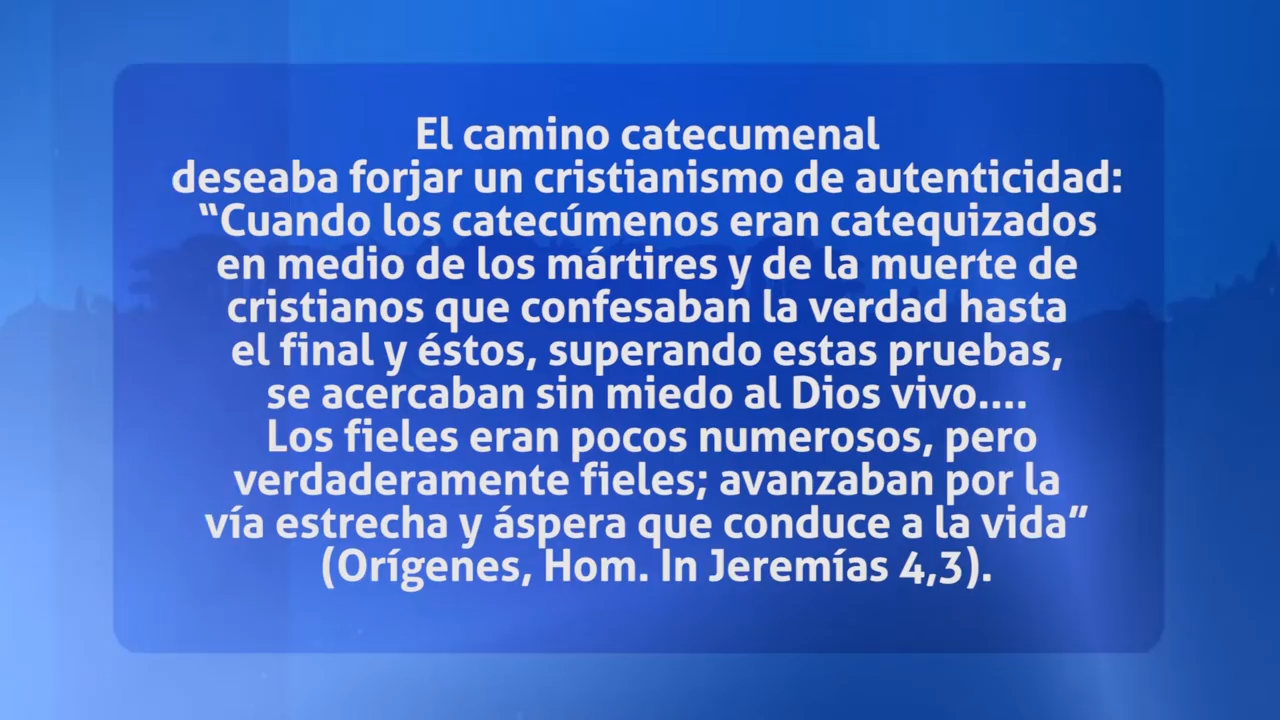 El camino catecumenal
deseaba forjar un cristianismo de autenticidad:
“Cuando los catecúmenos eran catequizados
en medio de los mártires y de la muerte de
cristianos que confesaban la verdad hasta
el final y éstos, superando estas pruebas,
se acercaban sin miedo al Dios vivo....
Los fieles eran pocos numerosos, pero
verdaderamente fieles; avanzaban por la
vía estrecha y áspera que conduce a la vida”
(Orígenes, Hom. In Jeremías 4,3).